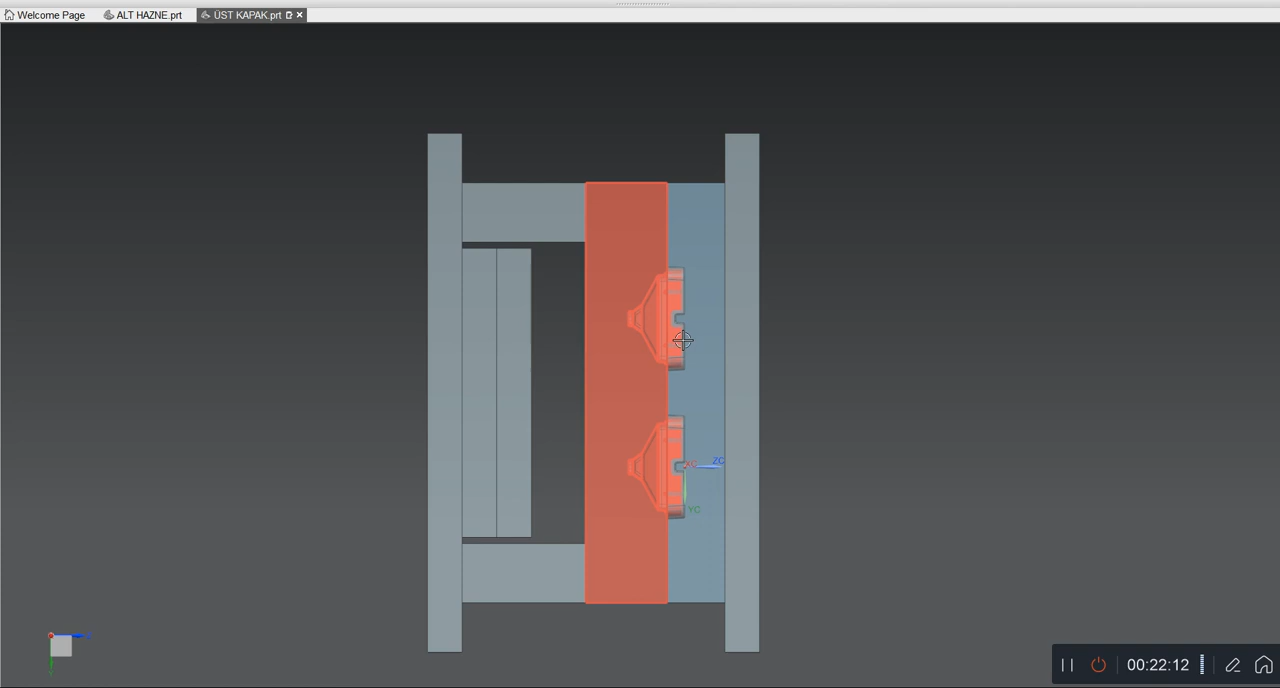 Welcome Page
ALT HAZNE.prt
ÜST KAPAK.prt
ZC
YC
00:22:12